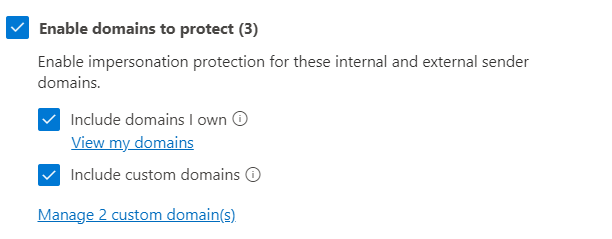 Enable domains to protect (3)
Enable impersonation protection for these internal and external sender
domains.
Include domains I own
View my domains
Include custom domains
Manage 2 custom domain(s)